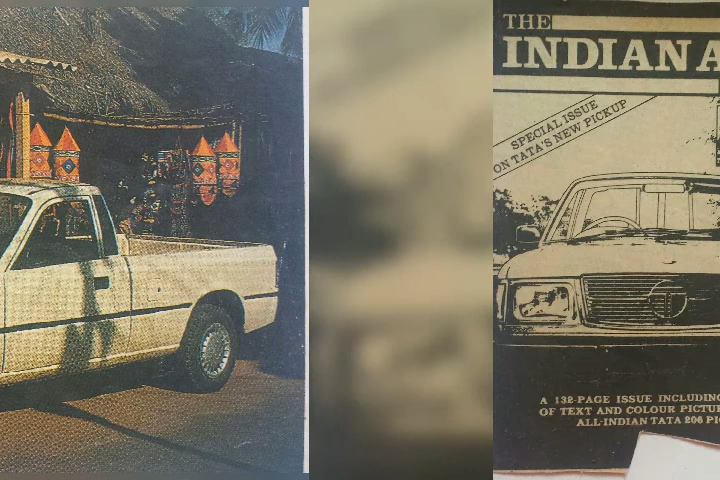 THE
INDIAN A
SPECIAL ISSUE
ON TATA'S NEW PICKUP
A 132-PAGE ISSUE INCLUDING
OF TEXT AND COLOUR PICTU
ALL-INDIAN TATA 206 PI